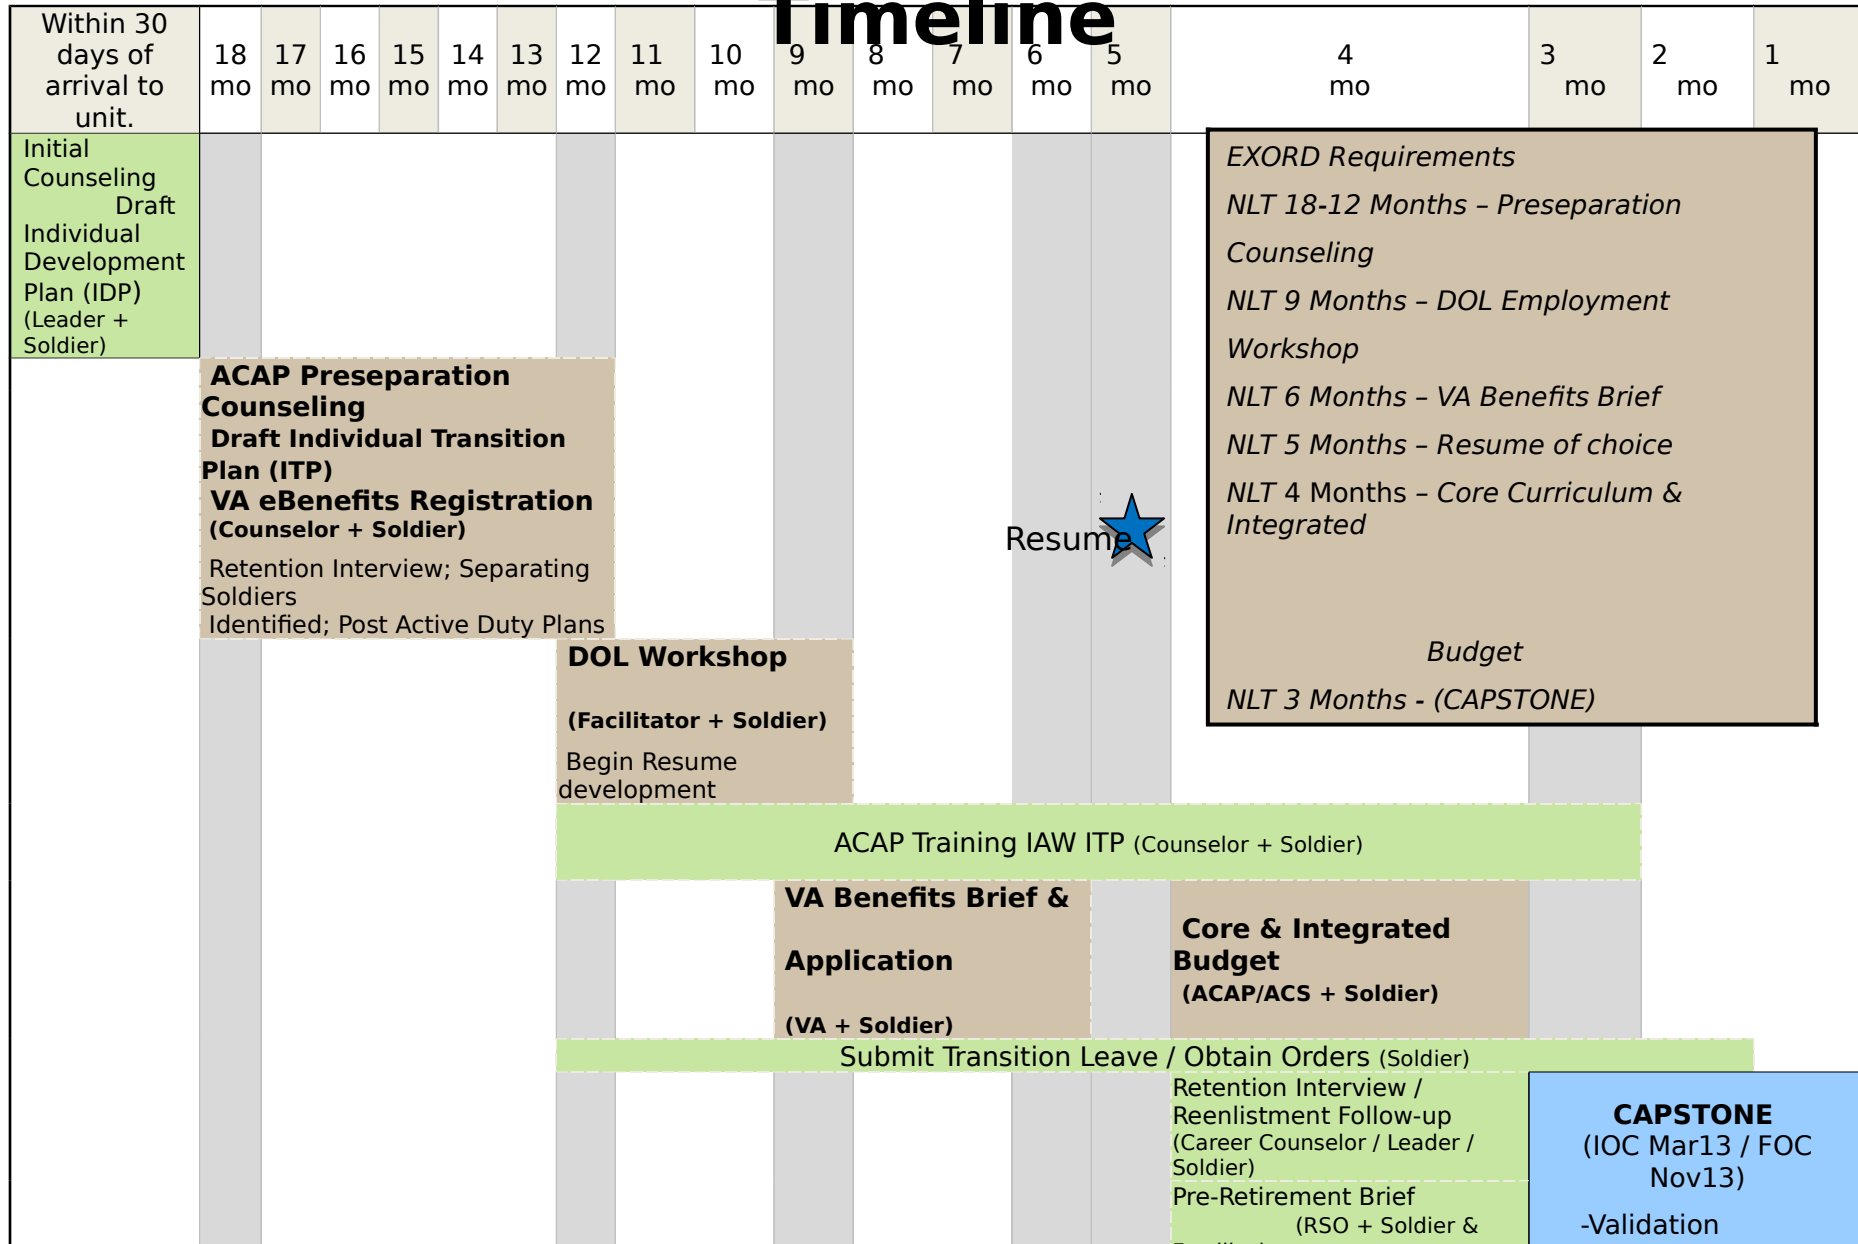 Timeline
Within 30
days of
arrival to
unit.
18
mo
17
mo
16
mo
15
mo
14
mo
13
mo
12
mo
11
mo
10
mo
9
mo
8
mo
7
mo
6
mo
5
mo
4
mo
3
mo
2
mo
1
mo
Initial
Counseling
Draft
Individual
Development
Plan (IDP)
(Leader +
Soldier)
EXORD Requirements
NLT 18-12 Months – Preseparation
Counseling
NLT 9 Months – DOL Employment
Workshop
NLT 6 Months – VA Benefits Brief
NLT 5 Months – Resume of choice
NLT 4 Months – Core Curriculum &
Integrated
Budget
NLT 3 Months - (CAPSTONE)
ACAP Preseparation
Counseling
Draft Individual Transition
Plan (ITP)
VA eBenefits Registration
(Counselor + Soldier)
Retention Interview; Separating
Soldiers
Identified; Post Active Duty Plans
Resume
DOL Workshop
(Facilitator + Soldier)
Begin Resume
development
ACAP Training IAW ITP (Counselor + Soldier)
VA Benefits Brief &
Application
(VA + Soldier)
Core & Integrated
Budget
(ACAP/ACS + Soldier)
Submit Transition Leave / Obtain Orders (Soldier)
Retention Interview /
Reenlistment Follow-up
(Career Counselor / Leader /
Soldier)
Pre-Retirement Brief
(RSO + Soldier &
CAPSTONE
(IOC Mar13 / FOC
Nov13)
-Validation